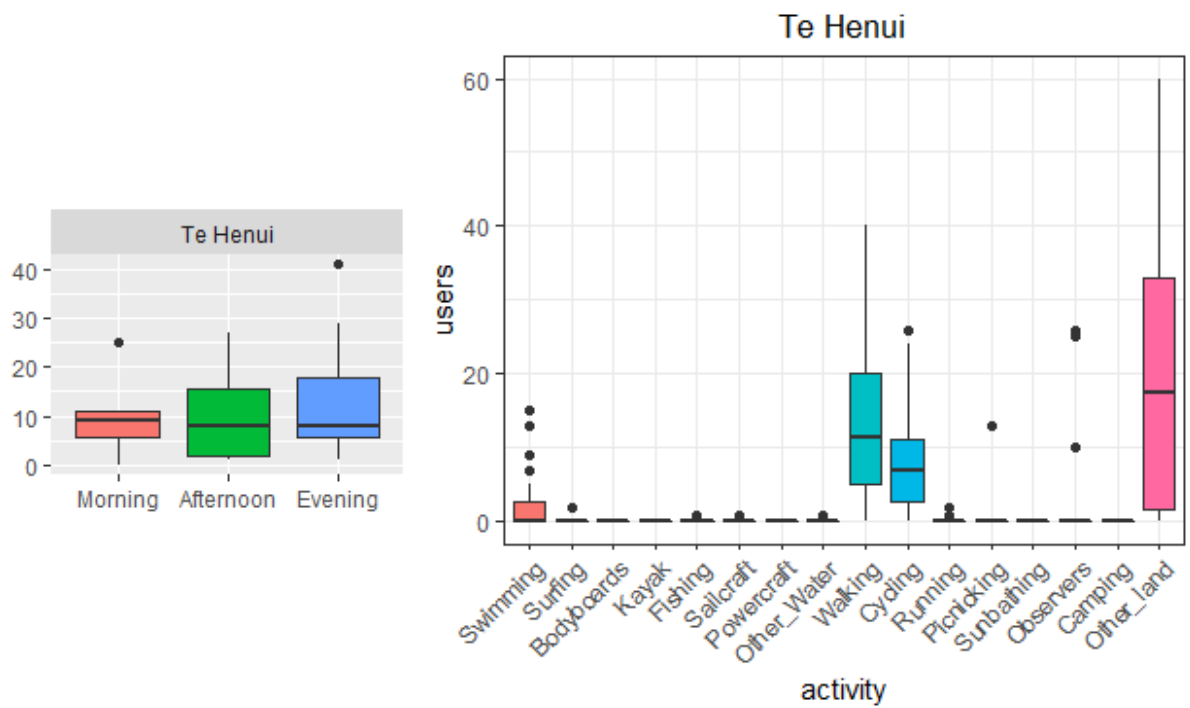 Te Henui
40
30
20
10
0
Morning Afternoon Evening
Te Henui
users
60
40
20
0
Swimming
Surfing
Bodyboards
Kayak
Fishing
Sailcraft
Powercraft
Other_Water
Walking
Cycling
Running
Picnicking
Sunbathing
Observers
Camping
Other_land
activity